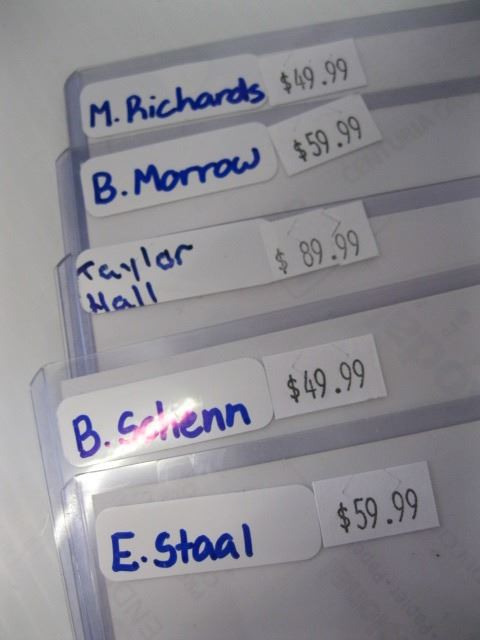 M. Richards $49.99
B. Morrow $59.99
Taylor $89.99
Hall
B. Schenn $49.99
E. Staal $59.99